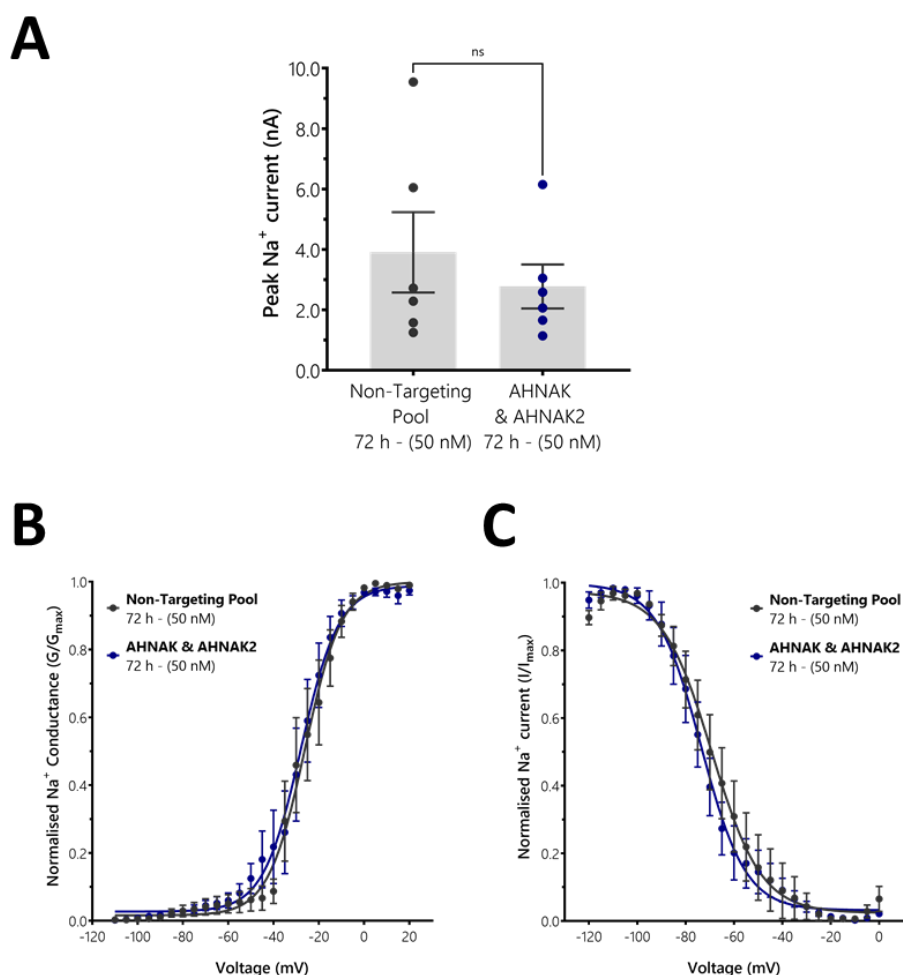 A
ns
Peak Na⁺ current (nA)
10.0
8.0
6.0
4.0
2.0
0.0
Non-Targeting
Pool
72 h - (50 nM)
AHNAK
& AHNAK2
72 h - (50 nM)
B
Normalised Na⁺ Conductance (G/Gmax)
1.0
0.8
0.6
0.4
0.2
0.0
Non-Targeting Pool
72 h - (50 nM)
AHNAK & AHNAK2
72 h - (50 nM)
-120 -100 -80 -60 -40 -20 0 20
Voltage (mV)
C
Normalised Na⁺ current (I/Imax)
1.0
0.8
0.6
0.4
0.2
0.0
Non-Targeting Pool
72 h - (50 nM)
AHNAK & AHNAK2
72 h - (50 nM)
-120 -100 -80 -60 -40 -20 0
Voltage (mV)